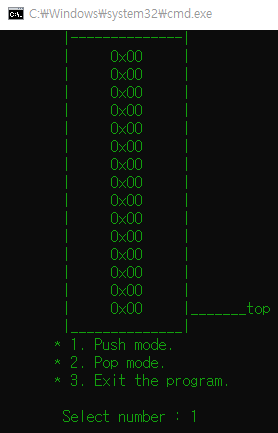 C:₩Windows₩system32₩cmd.exe
|______________|
| 0x00 |
| 0x00 |
| 0x00 |
| 0x00 |
| 0x00 |
| 0x00 |
| 0x00 |
| 0x00 |
| 0x00 |
| 0x00 |
| 0x00 |
| 0x00 |
| 0x00 |
| 0x00 |
| 0x00 |_______top
|______________|
* 1. Push mode.
* 2. Pop mode.
* 3. Exit the program.
Select number : 1